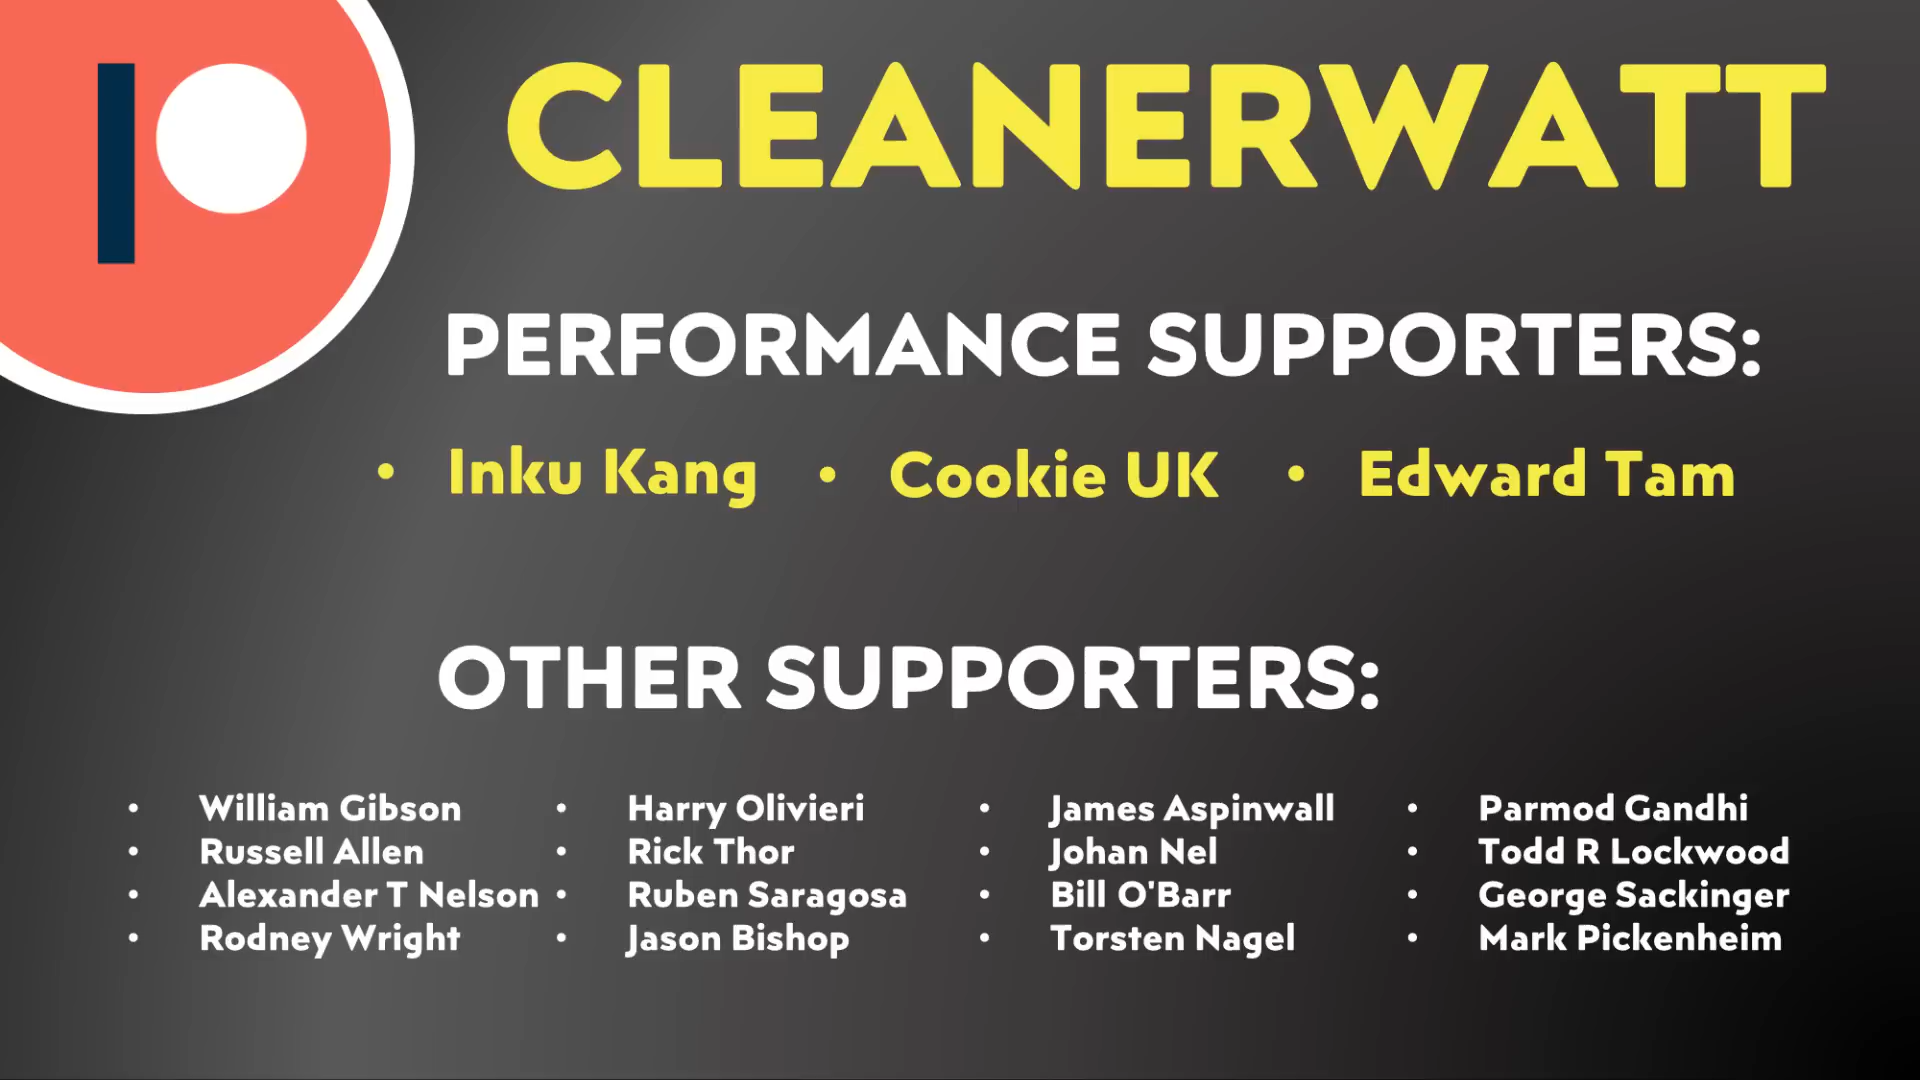 CLEANERWATT
PERFORMANCE SUPPORTERS:
• Inku Kang • Cookie UK • Edward Tam
OTHER SUPPORTERS:
• William Gibson • Harry Olivieri • James Aspinwall • Parmod Gandhi
• Russell Allen • Rick Thor • Johan Nel • Todd R Lockwood
• Alexander T Nelson • Ruben Saragosa • Bill O'Barr • George Sackinger
• Rodney Wright • Jason Bishop • Torsten Nagel • Mark Pickenheim